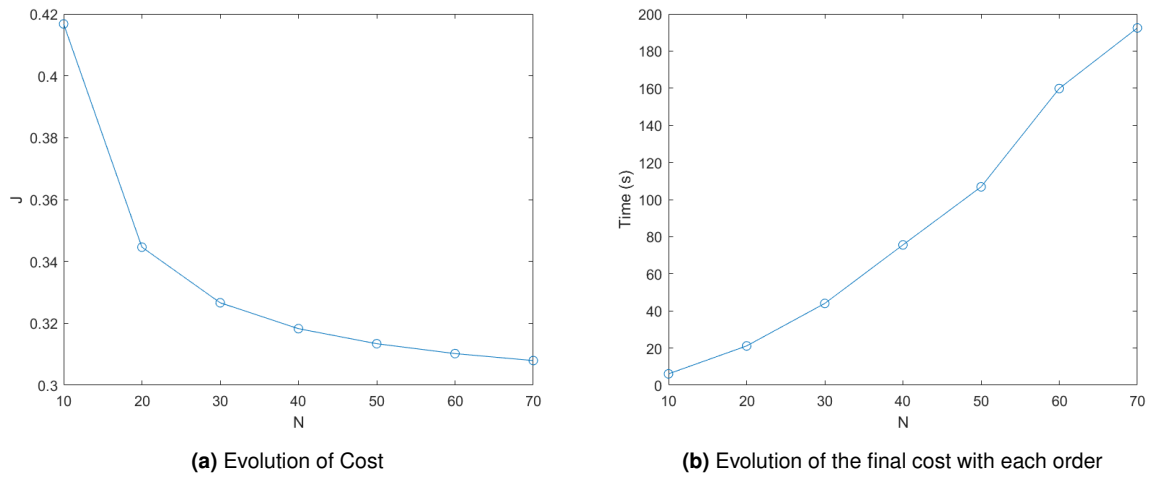 0.42
0.4
0.38
0.36
0.34
0.32
0.3
J
10 20 30 40 50 60 70
N
(a) Evolution of Cost
200
180
160
140
120
100
80
60
40
20
0
Time (s)
10 20 30 40 50 60 70
N
(b) Evolution of the final cost with each order